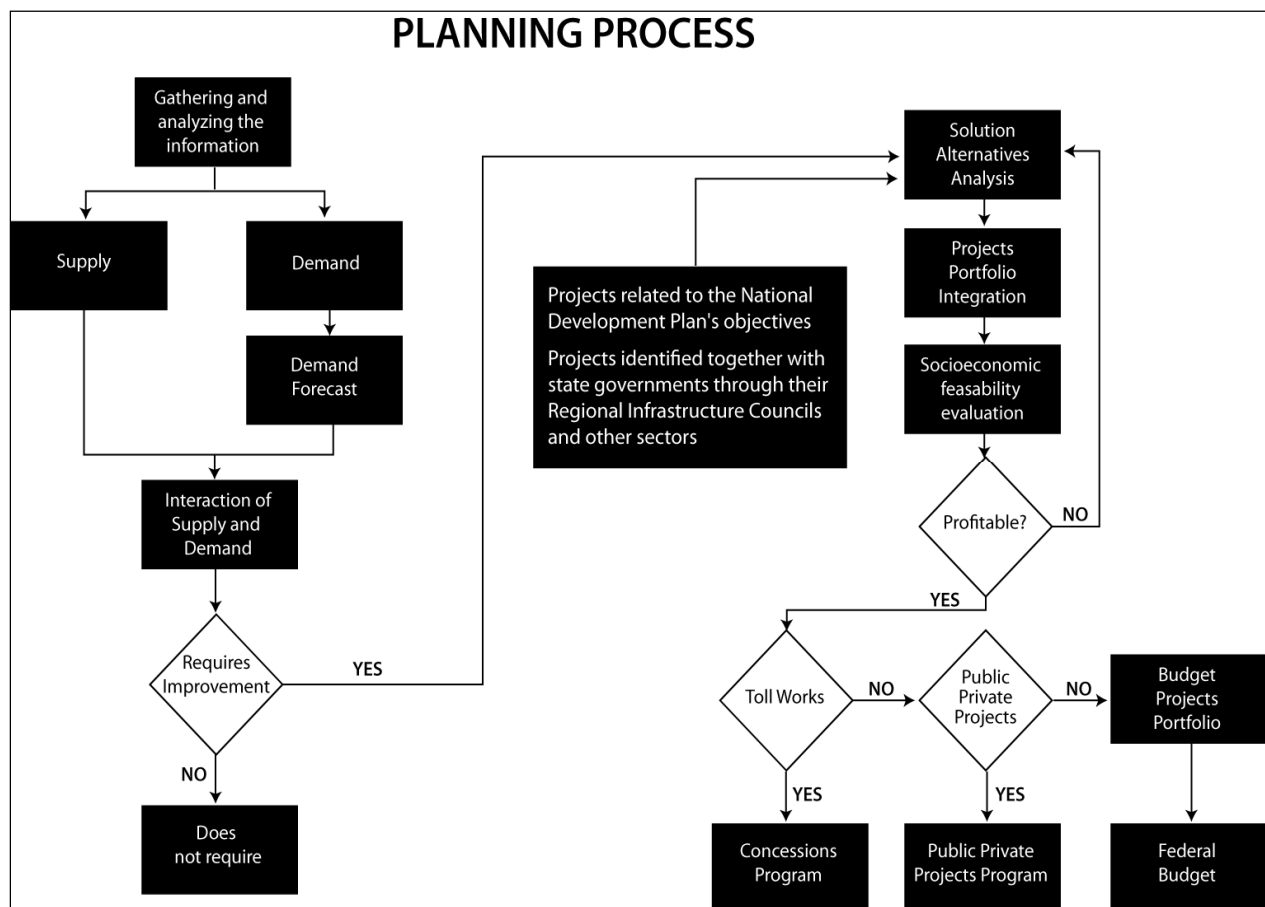 PLANNING PROCESS
Gathering and
analyzing the
information
Supply
Demand
Demand
Forecast
Interaction of
Supply and
Demand
Requires
Improvement
YES
NO
Does
not require
Projects related to the National
Development Plan's objectives
Projects identified together with
state governments through their
Regional Infrastructure Councils
and other sectors
Solution
Alternatives
Analysis
Projects
Portfolio
Integration
Socioeconomic
feasability
evaluation
Profitable?
NO
YES
Toll Works
NO
Public
Private
Projects
NO
Budget
Projects
Portfolio
YES
YES
Concessions
Program
Public Private
Projects Program
Federal
Budget